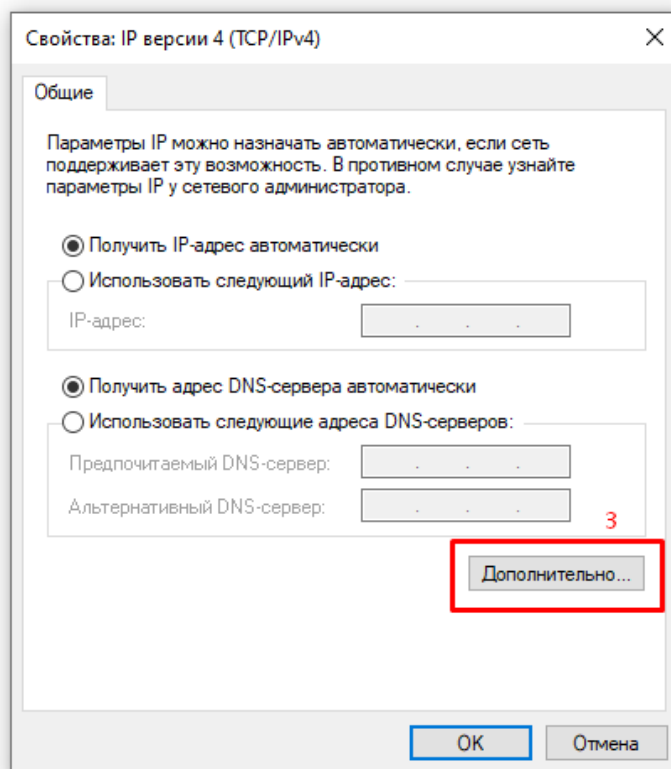 Свойства: IP версии 4 (TCP/IPv4)
Общие
Параметры IP можно назначать автоматически, если сеть
поддерживает эту возможность. В противном случае узнайте
параметры IP у сетевого администратора.
Получить IP-адрес автоматически
Использовать следующий IP-адрес:
IP-адрес:
Получить адрес DNS-сервера автоматически
Использовать следующие адреса DNS-серверов:
Предпочитаемый DNS-сервер:
Альтернативный DNS-сервер:
3
Дополнительно...
OK
Отмена